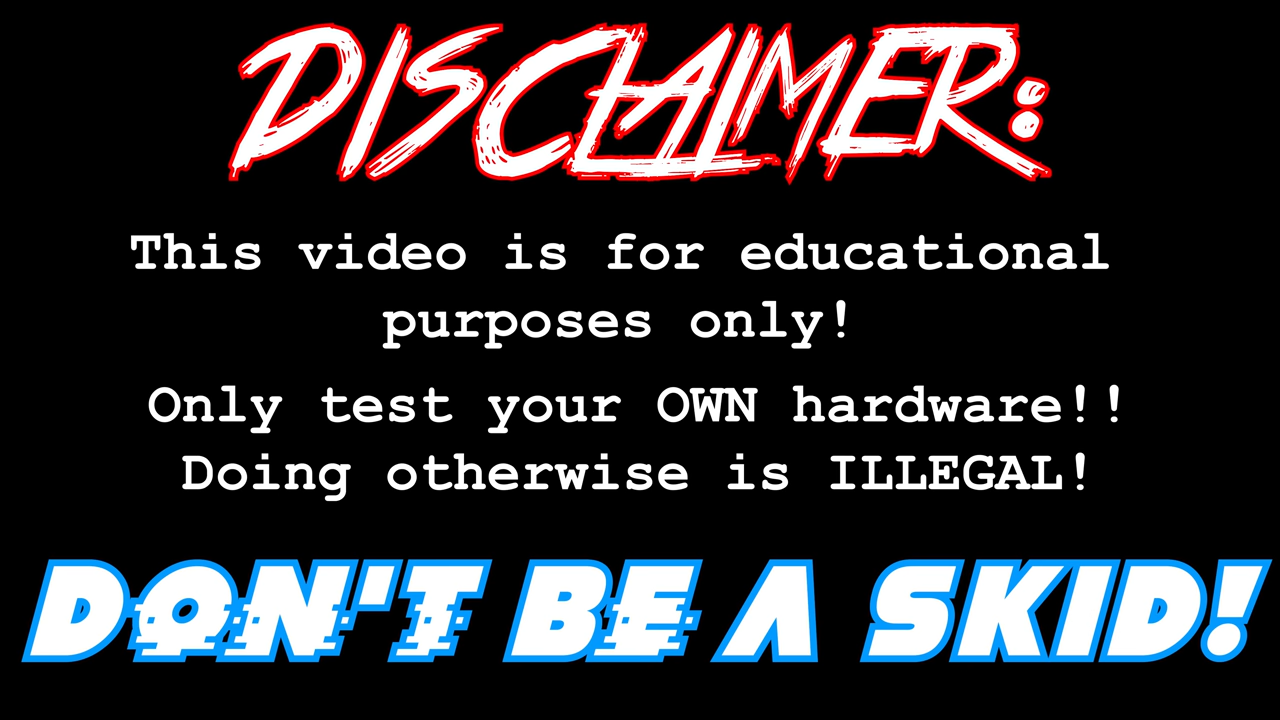 DISCLAIMER:
This video is for educational
purposes only!
Only test your OWN hardware!!
Doing otherwise is ILLEGAL!
DON'T BE A SKID!